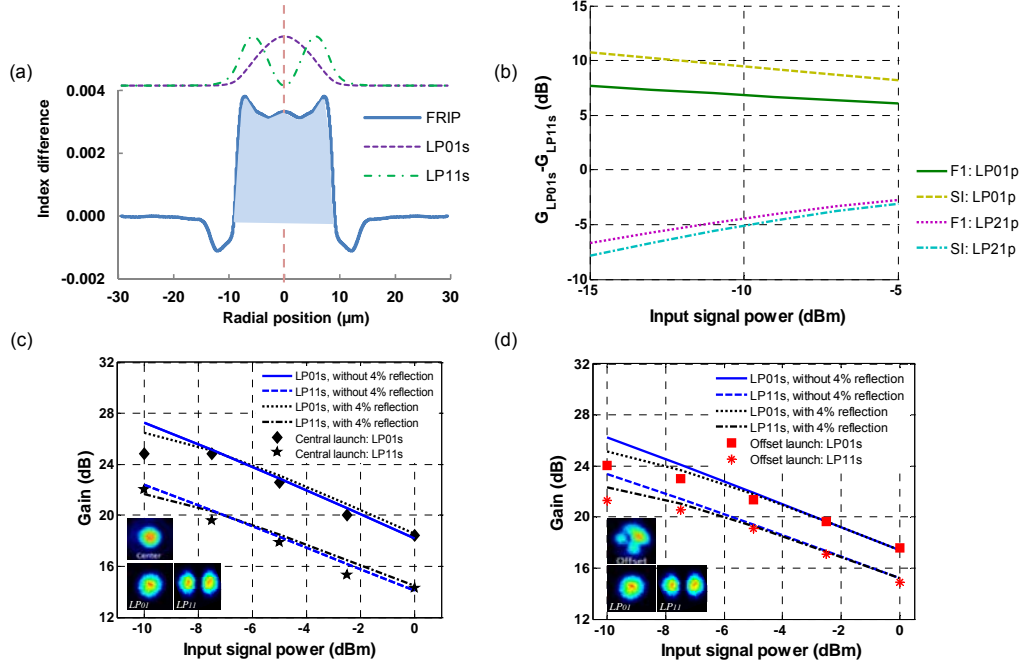 (a)
0.004
0.002
0.000
-0.002
Index difference
FRIP
LP01s
LP11s
-30
-20
-10
0
10
20
30
Radial position (µm)
(b)
15
10
5
0
-5
-10
G_LP01s-G_LP11s (dB)
F1: LP01p
SI: LP01p
F1: LP21p
SI: LP21p
-15
-10
-5
Input signal power (dBm)
(c)
32
28
24
20
16
12
Gain (dB)
LP01s, without 4% reflection
LP11s, without 4% reflection
LP01s, with 4% reflection
LP11s, with 4% reflection
Central launch: LP01s
Central launch: LP11s
Center
LP01
LP11
-10
-8
-6
-4
-2
0
Input signal power (dBm)
(d)
32
28
24
20
16
12
Gain (dB)
LP01s, without 4% reflection
LP11s, without 4% reflection
LP01s, with 4% reflection
LP11s, with 4% reflection
Offset launch: LP01s
Offset launch: LP11s
Offset
LP01
LP11
-10
-8
-6
-4
-2
0
Input signal power (dBm)